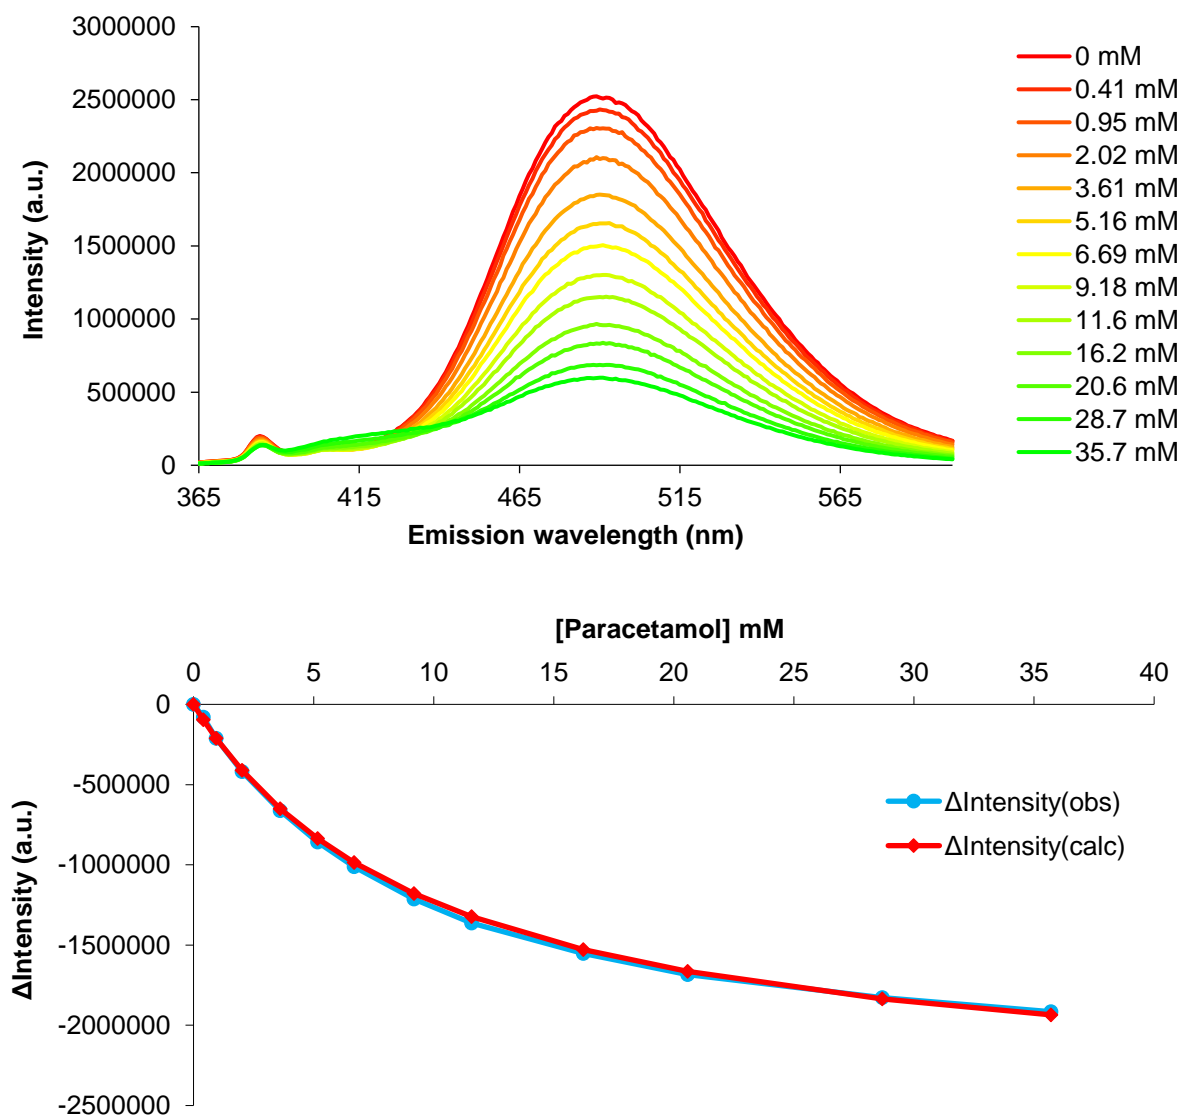 3000000
2500000
2000000
1500000
1000000
500000
0
Intensity (a.u.)
365 415 465 515 565
Emission wavelength (nm)
0 mM
0.41 mM
0.95 mM
2.02 mM
3.61 mM
5.16 mM
6.69 mM
9.18 mM
11.6 mM
16.2 mM
20.6 mM
28.7 mM
35.7 mM
[Paracetamol] mM
0 5 10 15 20 25 30 35 40
0
-500000
-1000000
-1500000
-2000000
-2500000
ΔIntensity (a.u.)
ΔIntensity(obs)
ΔIntensity(calc)